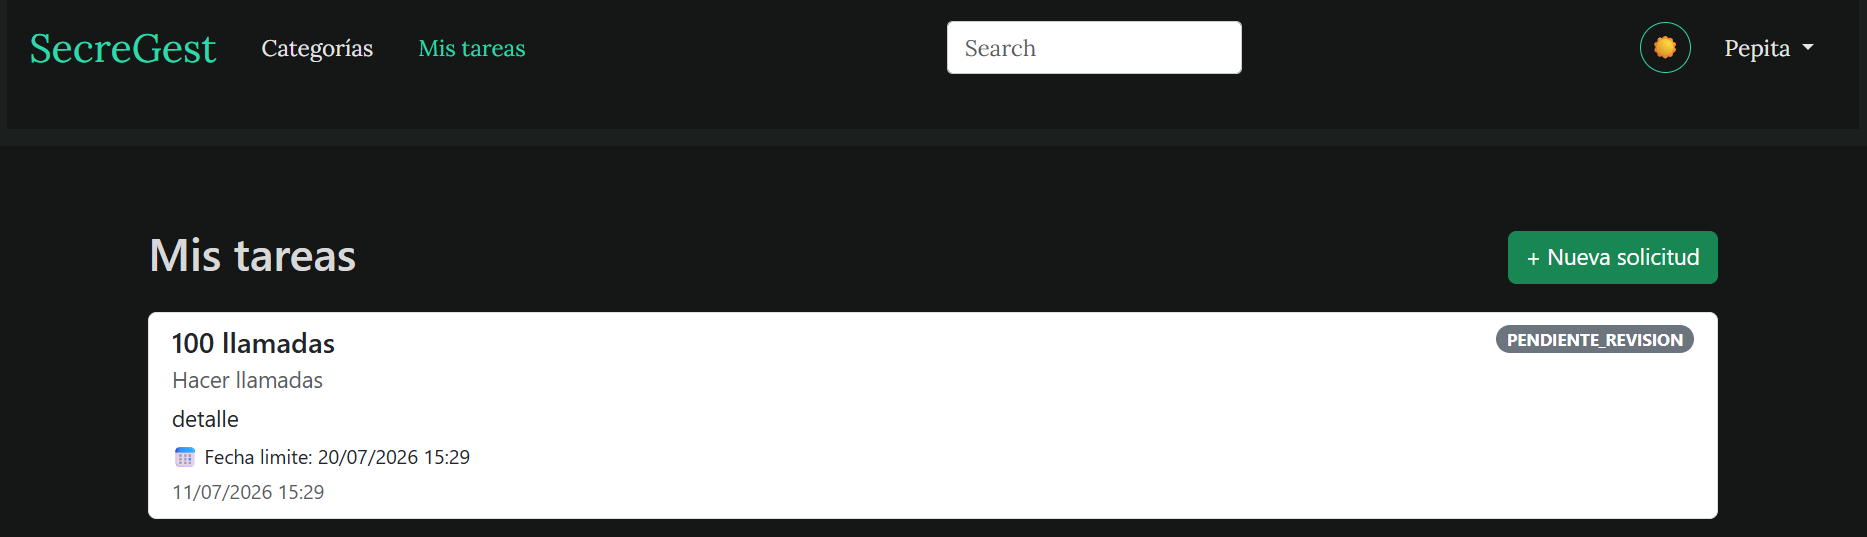 SecreGest Categorías Mis tareas Search Pepita
Mis tareas + Nueva solicitud
100 llamadas PENDIENTE_REVISION
Hacer llamadas
detalle
Fecha limite: 20/07/2026 15:29
11/07/2026 15:29